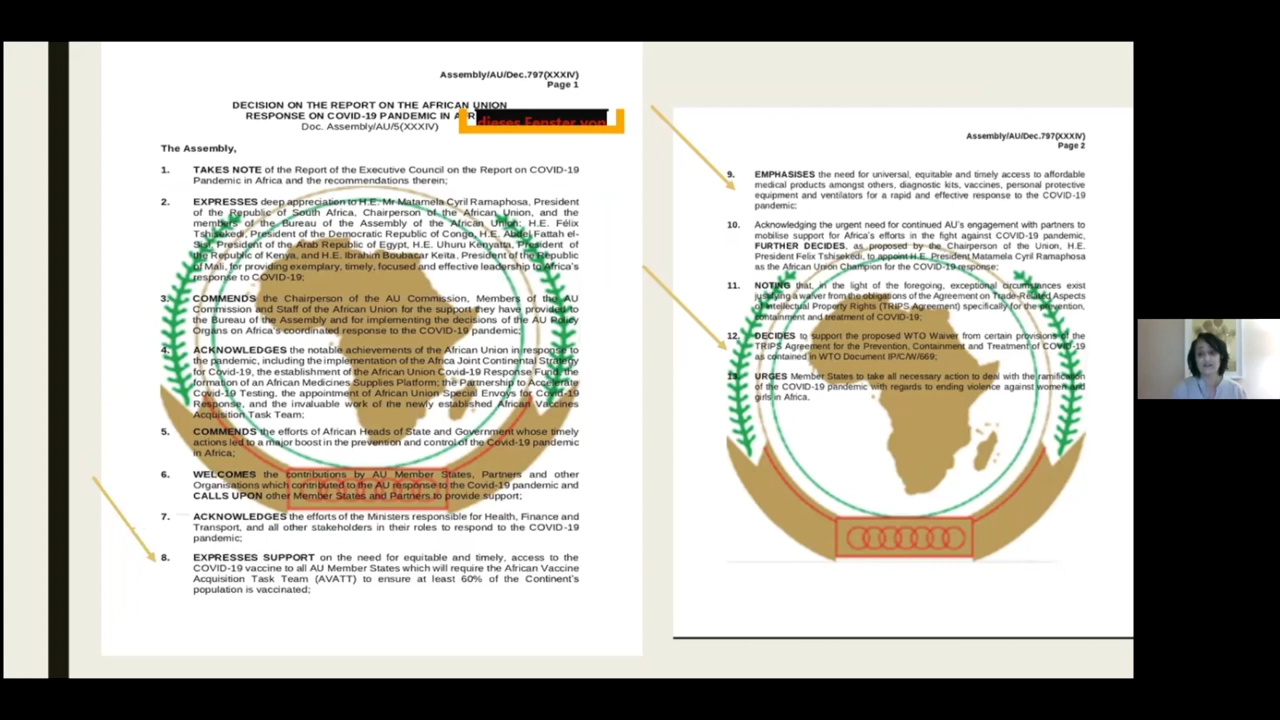 Assembly/AU/Dec.797(XXXIV)
Page 1
DECISION ON THE REPORT ON THE AFRICAN UNION
RESPONSE ON COVID-19 PANDEMIC IN AFR
dieses Fenster von
Doc. Assembly/AU/5(XXXIV)
The Assembly,
1. TAKES NOTE of the Report of the Executive Council on the Report on COVID-19
Pandemic in Africa and the recommendations therein;
2. EXPRESSES deep appreciation to H.E. Mr Matamela Cyril Ramaphosa, President
of the Republic of South Africa, Chairperson of the African Union, and the
members of the Bureau of the Assembly of the African Union; H.E. Félix
Tshisekedi, President of the Democratic Republic of Congo, H.E. Abdel Fattah el-
Sisi, President of the Arab Republic of Egypt, H.E. Uhuru Kenyatta, President of
the Republic of Kenya, and H.E. Ibrahim Boubacar Keita, President of the Republic
of Mali, for providing exemplary, timely, focused and effective leadership to Africa's
response to COVID-19;
3. COMMENDS the Chairperson of the AU Commission, Members of the AU
Commission and Staff of the African Union for the support they have provided to
the Bureau of the Assembly and for implementing the decisions of the AU Policy
Organs on Africa's coordinated response to the COVID-19 pandemic;
4. ACKNOWLEDGES the notable achievements of the African Union in response to
the pandemic, including the implementation of the Africa Joint Continental Strategy
for Covid-19, the establishment of the African Union Covid-19 Response Fund, the
formation of an African Medicines Supplies Platform; the Partnership to Accelerate
Covid-19 Testing, the appointment of African Union Special Envoys for Covid-19
Response, and the invaluable work of the newly established African Vaccines
Acquisition Task Team;
5. COMMENDS the efforts of African Heads of State and Government whose timely
actions led to a major boost in the prevention and control of the Covid-19 pandemic
in Africa;
6. WELCOMES the contributions by AU Member States, Partners and other
Organisations which contributed to the AU response to the Covid-19 pandemic and
CALLS UPON other Member States and Partners to provide support;
7. ACKNOWLEDGES the efforts of the Ministers responsible for Health, Finance and
Transport, and all other stakeholders in their roles to respond to the COVID-19
pandemic;
8. EXPRESSES SUPPORT on the need for equitable and timely, access to the
COVID-19 vaccine to all AU Member States which will require the African Vaccine
Acquisition Task Team (AVATT) to ensure at least 60% of the Continent's
population is vaccinated;
Assembly/AU/Dec.797(XXXIV)
Page 2
9. EMPHASISES the need for universal, equitable and timely access to affordable
medical products amongst others, diagnostic kits, vaccines, personal protective
equipment and ventilators for a rapid and effective response to the COVID-19
pandemic;
10. Acknowledging the urgent need for continued AU's engagement with partners to
mobilise support for Africa's efforts in the fight against COVID-19 pandemic,
FURTHER DECIDES, as proposed by the Chairperson of the Union, H.E.
President Felix Tshisekedi, to appoint H.E. President Matamela Cyril Ramaphosa
as the African Union Champion for the COVID-19 response;
11. NOTING that, in the light of the foregoing, exceptional circumstances exist
justifying a waiver from the obligations of the Agreement on Trade-Related Aspects
of Intellectual Property Rights (TRIPS Agreement) specifically for the prevention,
containment and treatment of COVID-19;
12. DECIDES to support the proposed WTO Waiver from certain provisions of the
TRIPS Agreement for the Prevention, Containment and Treatment of COVID-19
as contained in WTO Document IP/C/W/669;
13. URGES Member States to take all necessary action to deal with the ramification
of the COVID-19 pandemic with regards to ending violence against women and
girls in Africa.